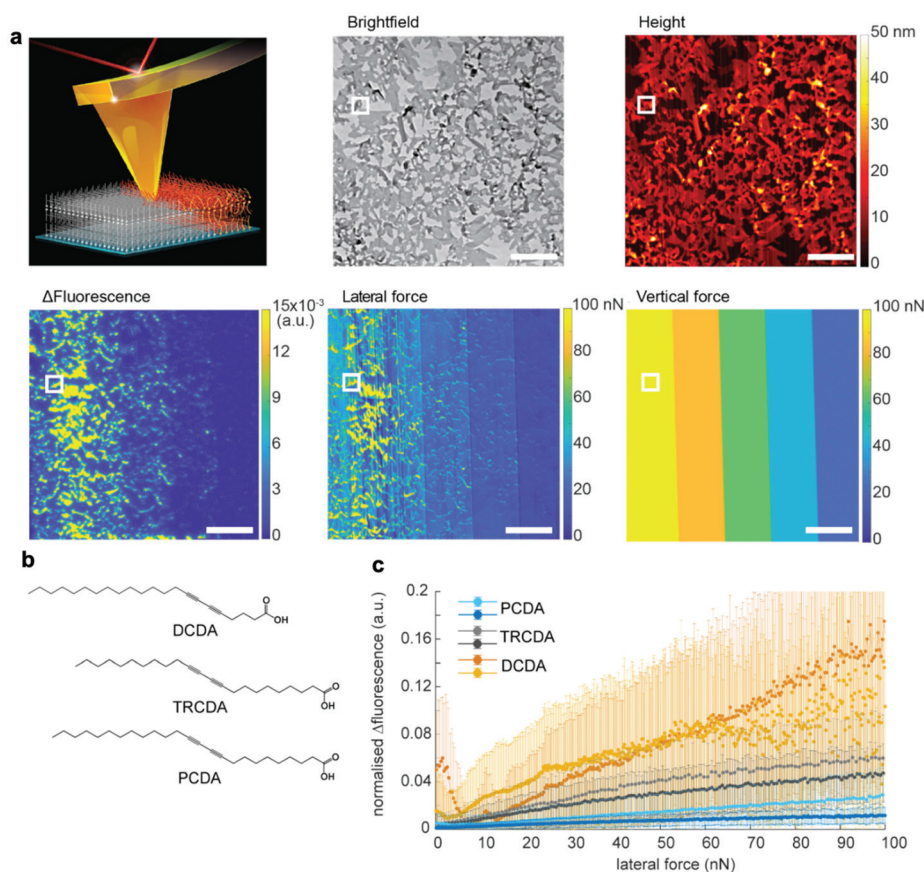 a
Brightfield
Height
50 nm
40
30
20
10
0
ΔFluorescence
15x10⁻³
(a.u.)
12
9
6
3
0
Lateral force
100 nN
80
60
40
20
0
Vertical force
100 nN
80
60
40
20
0
b
O
OH
DCDA
O
OH
TRCDA
O
OH
PCDA
c
0.2
0.16
0.12
0.08
0.04
0
normalised Δfluorescence (a.u.)
PCDA
TRCDA
DCDA
0 10 20 30 40 50 60 70 80 90 100
lateral force (nN)